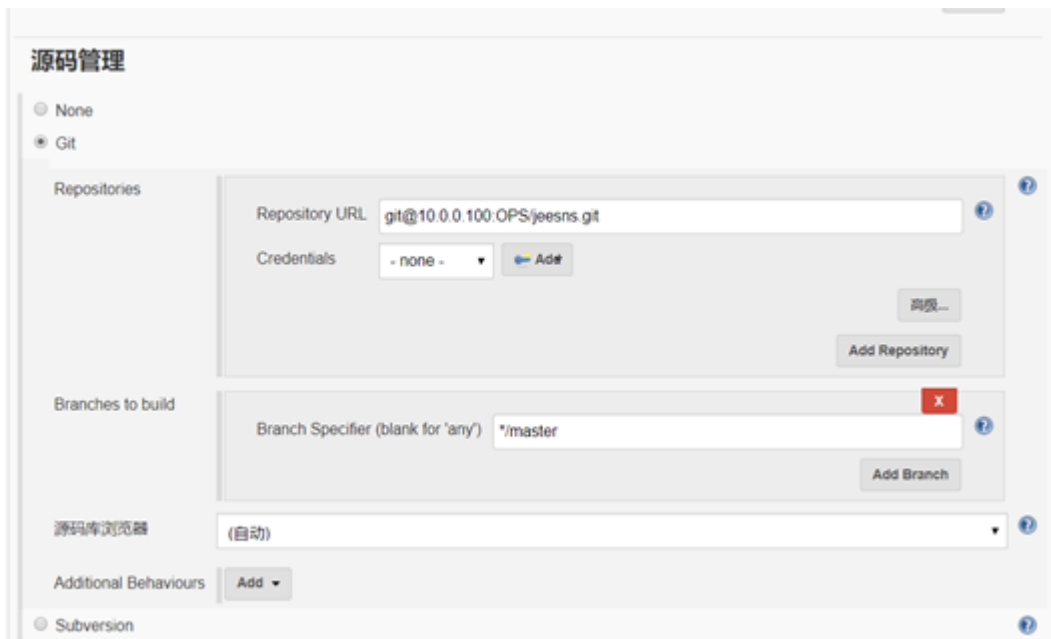 源码管理
None
Git
Repositories
Repository URL git@10.0.0.100:OPS/jeesns.git
Credentials - none - Add
高级...
Add Repository
Branches to build X
Branch Specifier (blank for 'any') */master
Add Branch
源码库浏览器 (自动)
Additional Behaviours Add
Subversion